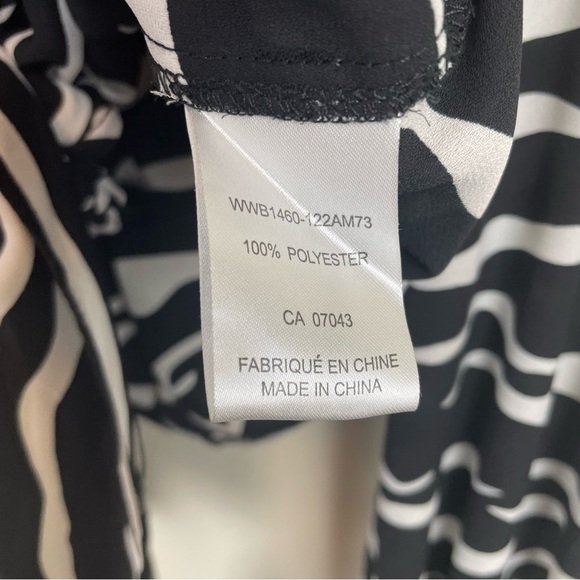 WWB1460-122AM73
100% POLYESTER
CA 07043
FABRIQUÉ EN CHINE
MADE IN CHINA